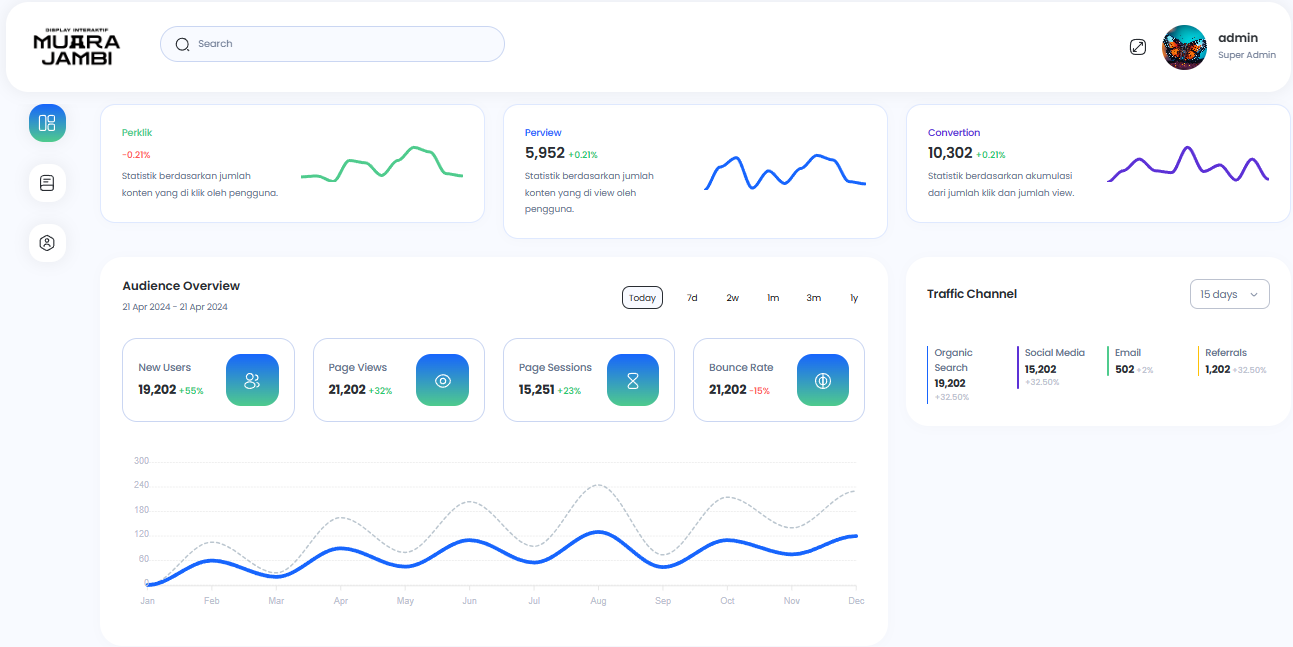 DISPLAY INTERAKTIF
MUARA
JAMBI
Search
admin
Super Admin
Perklik
-0.21%
Statistik berdasarkan jumlah
konten yang di klik oleh pengguna.
Perview
5,952 +0.21%
Statistik berdasarkan jumlah
konten yang di view oleh
pengguna.
Convertion
10,302 +0.21%
Statistik berdasarkan akumulasi
dari jumlah klik dan jumlah view.
Audience Overview
21 Apr 2024 - 21 Apr 2024
Today 7d 2w 1m 3m 1y
New Users
19,202 +55%
Page Views
21,202 +32%
Page Sessions
15,251 +23%
Bounce Rate
21,202 -15%
300
240
180
120
60
0
Jan Feb Mar Apr May Jun Jul Aug Sep Oct Nov Dec
Traffic Channel
15 days
Organic
Search
19,202
+32.50%
Social Media
15,202
+32.50%
Email
502 +2%
Referrals
1,202 +32.50%